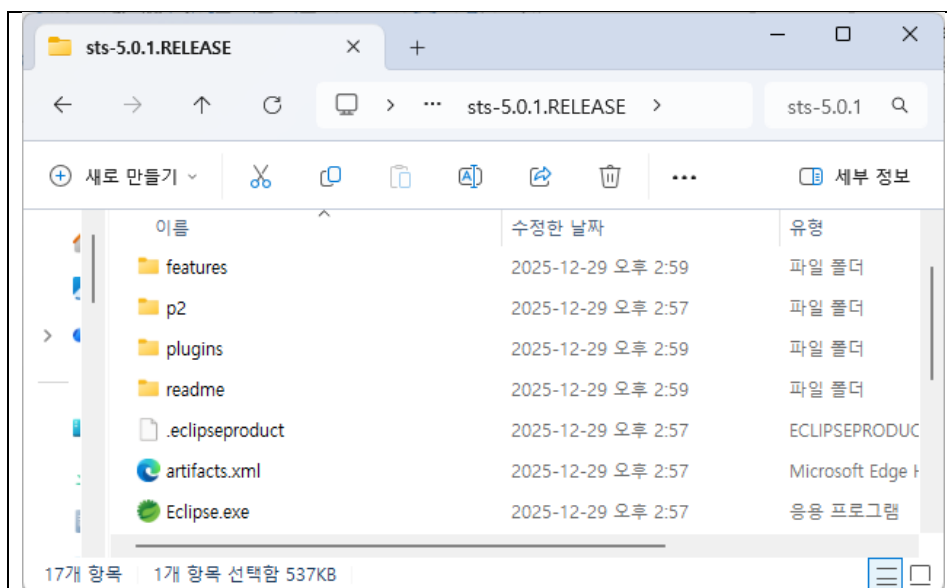 sts-5.0.1.RELEASE
sts-5.0.1.RELEASE sts-5.0.1
새로 만들기 세부 정보
이름 수정한 날짜 유형
features 2025-12-29 오후 2:59 파일 폴더
p2 2025-12-29 오후 2:57 파일 폴더
plugins 2025-12-29 오후 2:59 파일 폴더
readme 2025-12-29 오후 2:59 파일 폴더
.eclipseproduct 2025-12-29 오후 2:57 ECLIPSEPRODUC
artifacts.xml 2025-12-29 오후 2:57 Microsoft Edge H
Eclipse.exe 2025-12-29 오후 2:57 응용 프로그램
17개 항목 1개 항목 선택함 537KB